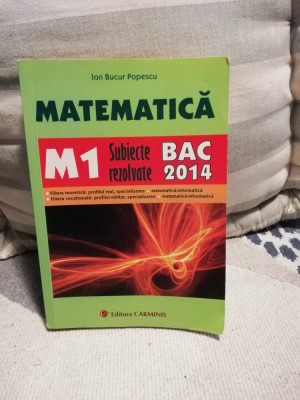 Ion Bucur Popescu
MATEMATICĂ
M1 Subiecte rezolvate BAC 2014
• Filiera teoretică: profilul real, specializarea • matematică-informatică
• Filiera vocațională: profilul militar, specializarea • matematică-informatică
Editura CARMINIS